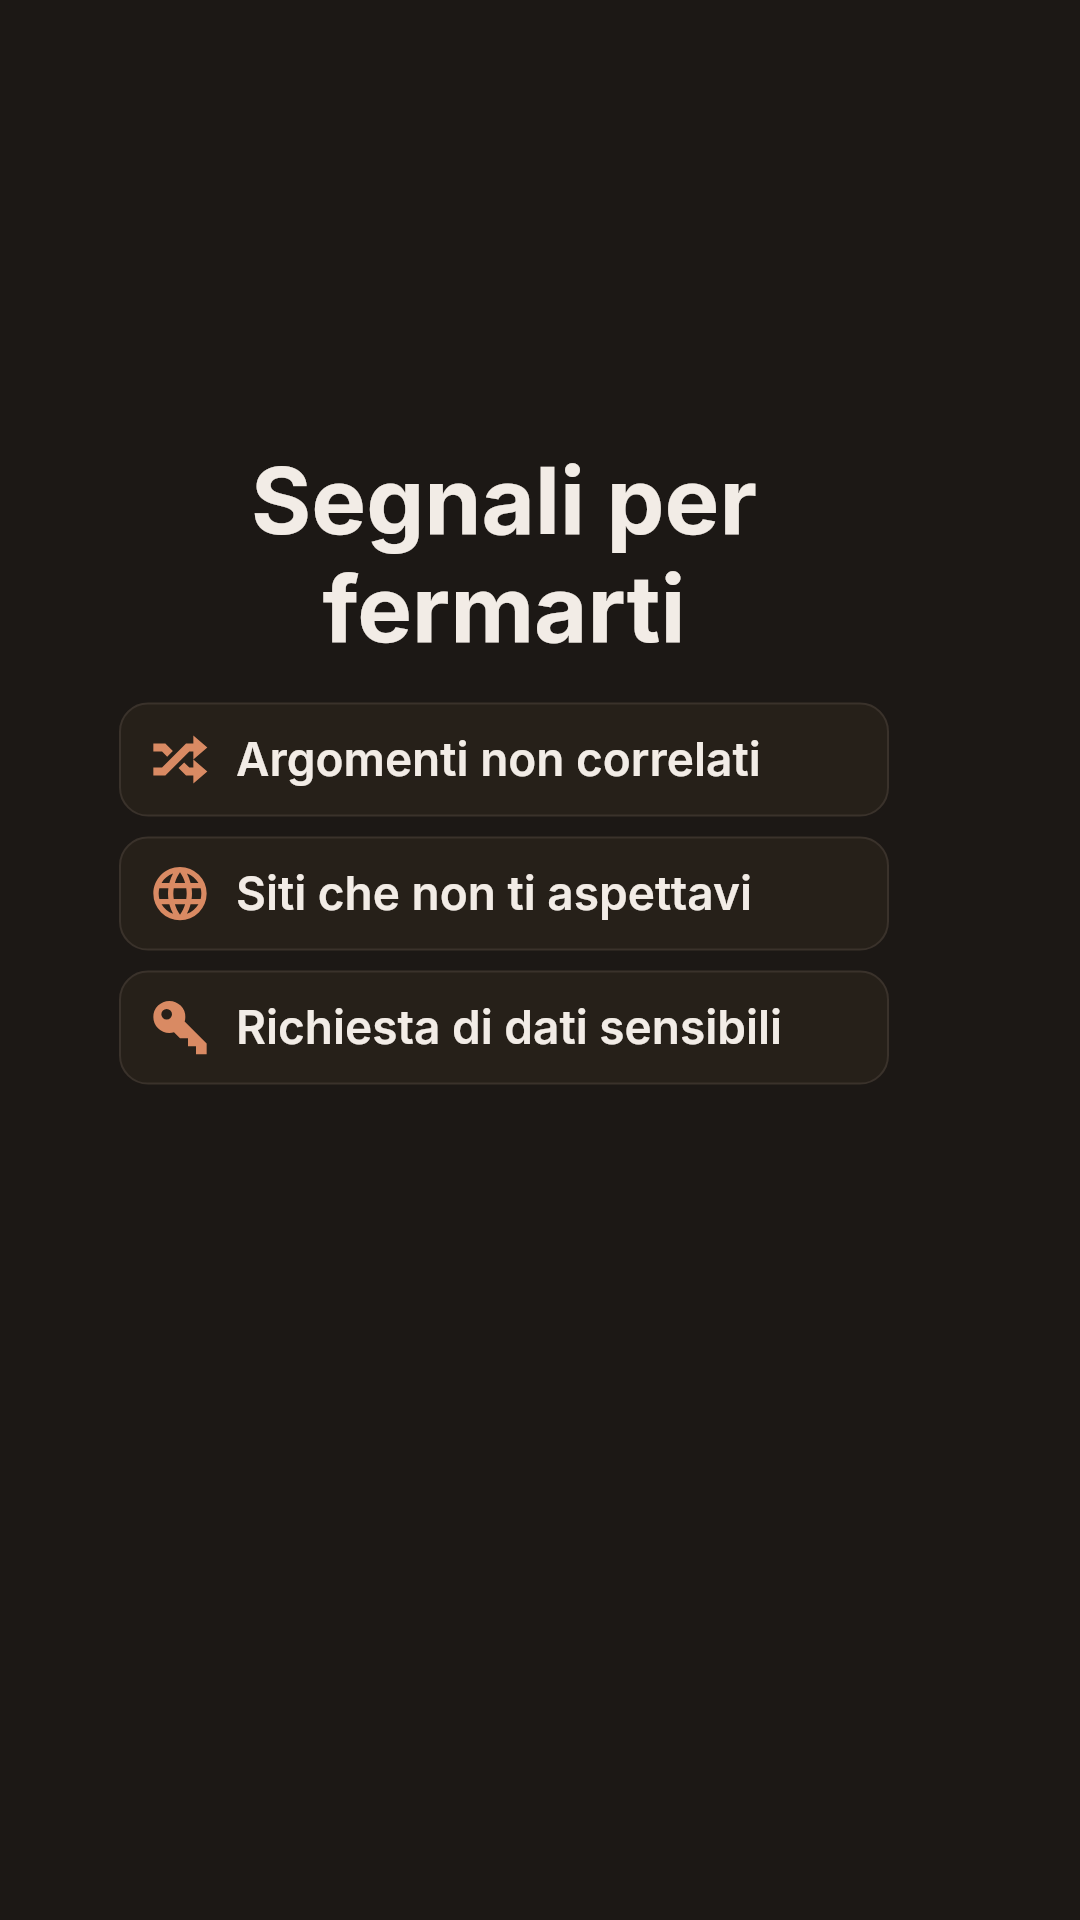 Segnali per
fermarti
Argomenti non correlati
Siti che non ti aspettavi
Richiesta di dati sensibili